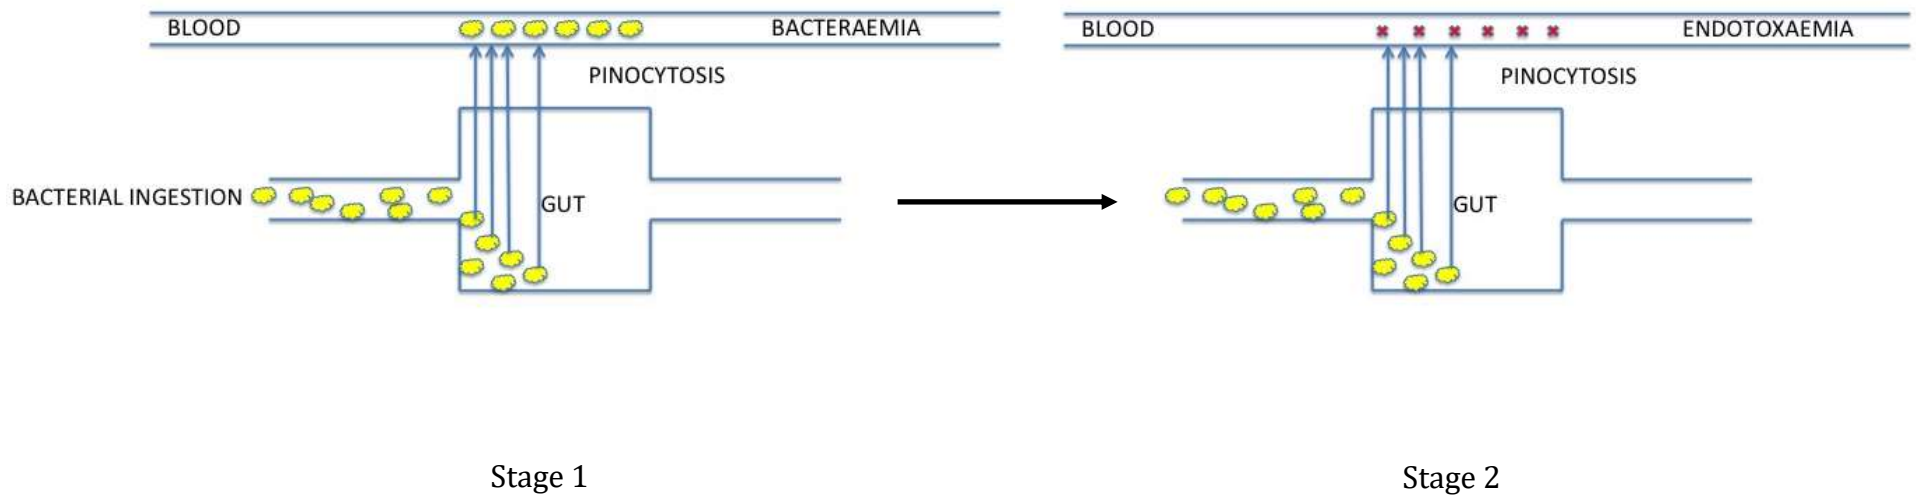 BLOOD
BACTERAEMIA
PINOCYTOSIS
BACTERIAL INGESTION
GUT
Stage 1
BLOOD
ENDOTOXAEMIA
PINOCYTOSIS
GUT
Stage 2